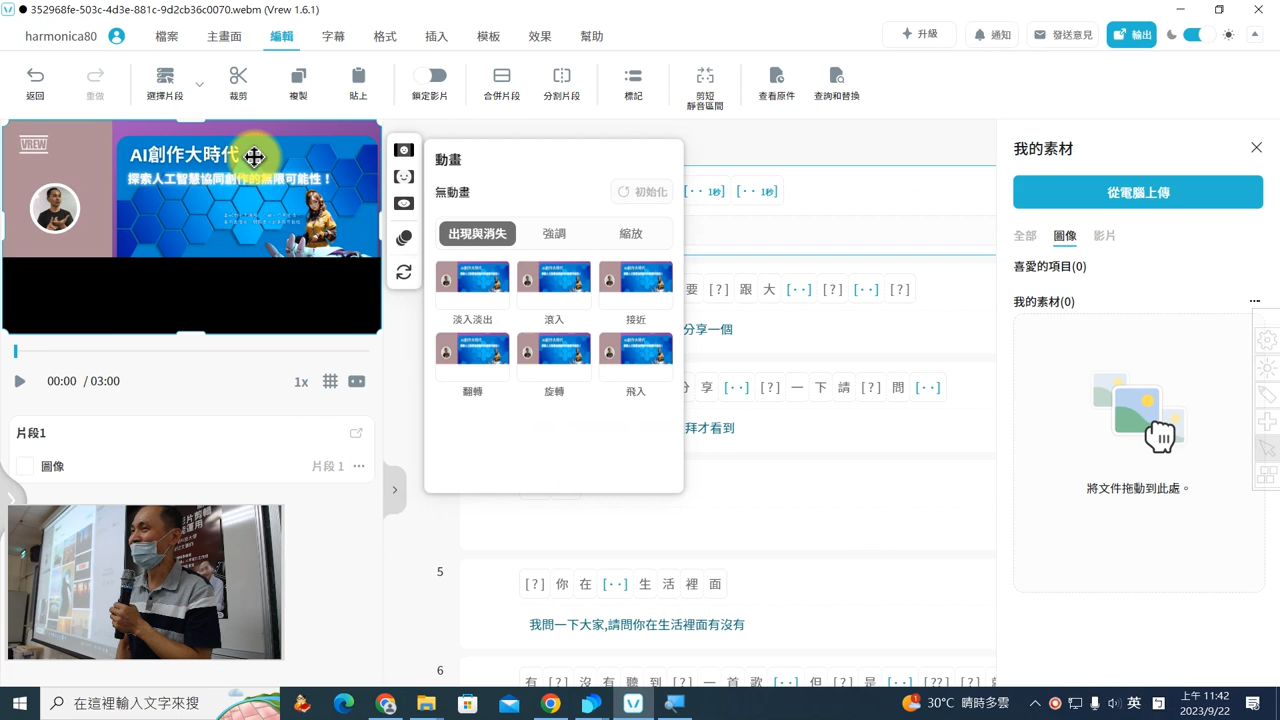 352968fe-503c-4d3e-881c-9d2cb36c0070.webm (Vrew 1.6.1)
harmonica80 檔案 主畫面 編輯 字幕 格式 插入 模板 效果 幫助 升級 通知 發送意見 輸出
返回 重做 選擇片段 裁剪 複製 貼上 鎖定影片 合併片段 分割片段 標記 剪短 靜音區間 查看原件 查詢和替換
VREW
AI創作大時代
探索人工智慧協同創作的無限可能性！
00:00 / 03:00 1x
片段1
圖像 片段 1
動畫
無動畫 初始化
出現與消失 強調 縮放
淡入淡出 滾入 接近
翻轉 旋轉 飛入
[·· 1秒] [·· 1秒]
要 [?] 跟 大 [··] [?] [··] [?]
分享一個
享 [··] [?] 一 下 請 [?] 問 [··]
拜才看到
5
[?] 你 在 [··] 生 活 裡 面
我問一下大家,請問你在生活裡面有沒有
6
有 [?] 沒 有 聽 到 [?] 一 首 歌 [··] 但 [?] 是 [··] [??] [?]
我的素材
從電腦上傳
全部 圖像 影片
喜愛的項目(0)
我的素材(0)
將文件拖動到此處。
在這裡輸入文字來搜
30°C 晴時多雲
英
上午 11:42
2023/9/22